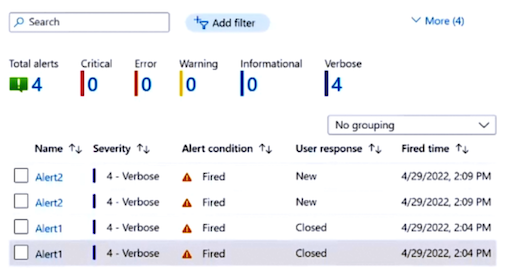 Search
Add filter
More (4)
Total alerts Critical Error Warning Informational Verbose
4 0 0 0 0 4
No grouping
Name Severity Alert condition User response Fired time
Alert2 4 - Verbose Fired New 4/29/2022, 2:09 PM
Alert2 4 - Verbose Fired New 4/29/2022, 2:09 PM
Alert1 4 - Verbose Fired Closed 4/29/2022, 2:04 PM
Alert1 4 - Verbose Fired Closed 4/29/2022, 2:04 PM